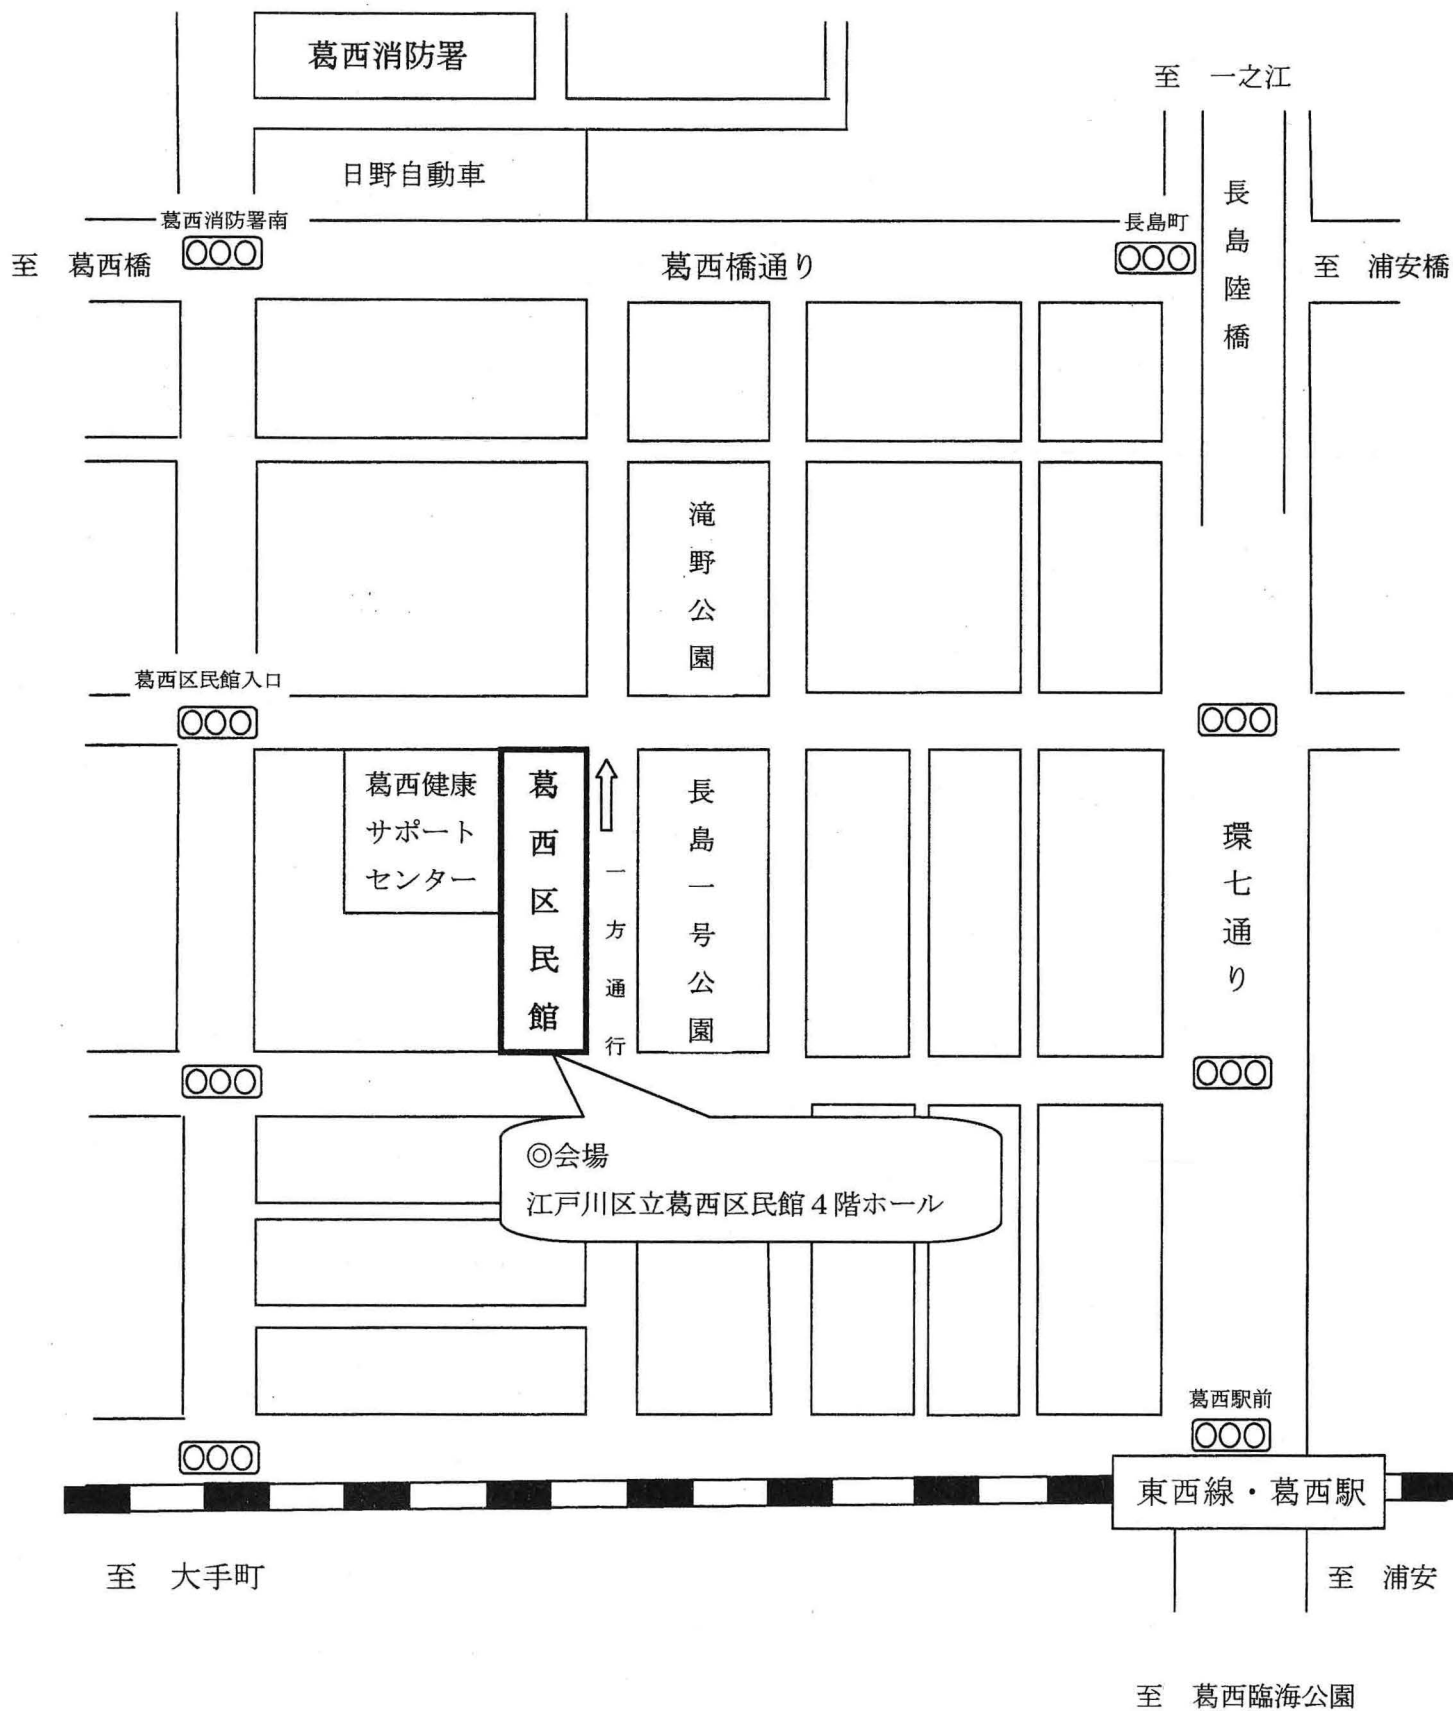 葛西消防署
至　一之江
日野自動車
長島陸橋
葛西消防署南
長島町
至　葛西橋
葛西橋通り
至　浦安橋
滝野公園
葛西区民館入口
葛西健康
サポート
センター
葛西区民館
一方通行
長島一号公園
環七通り
◎会場
江戸川区立葛西区民館４階ホール
葛西駅前
東西線・葛西駅
至　大手町
至　浦安
至　葛西臨海公園